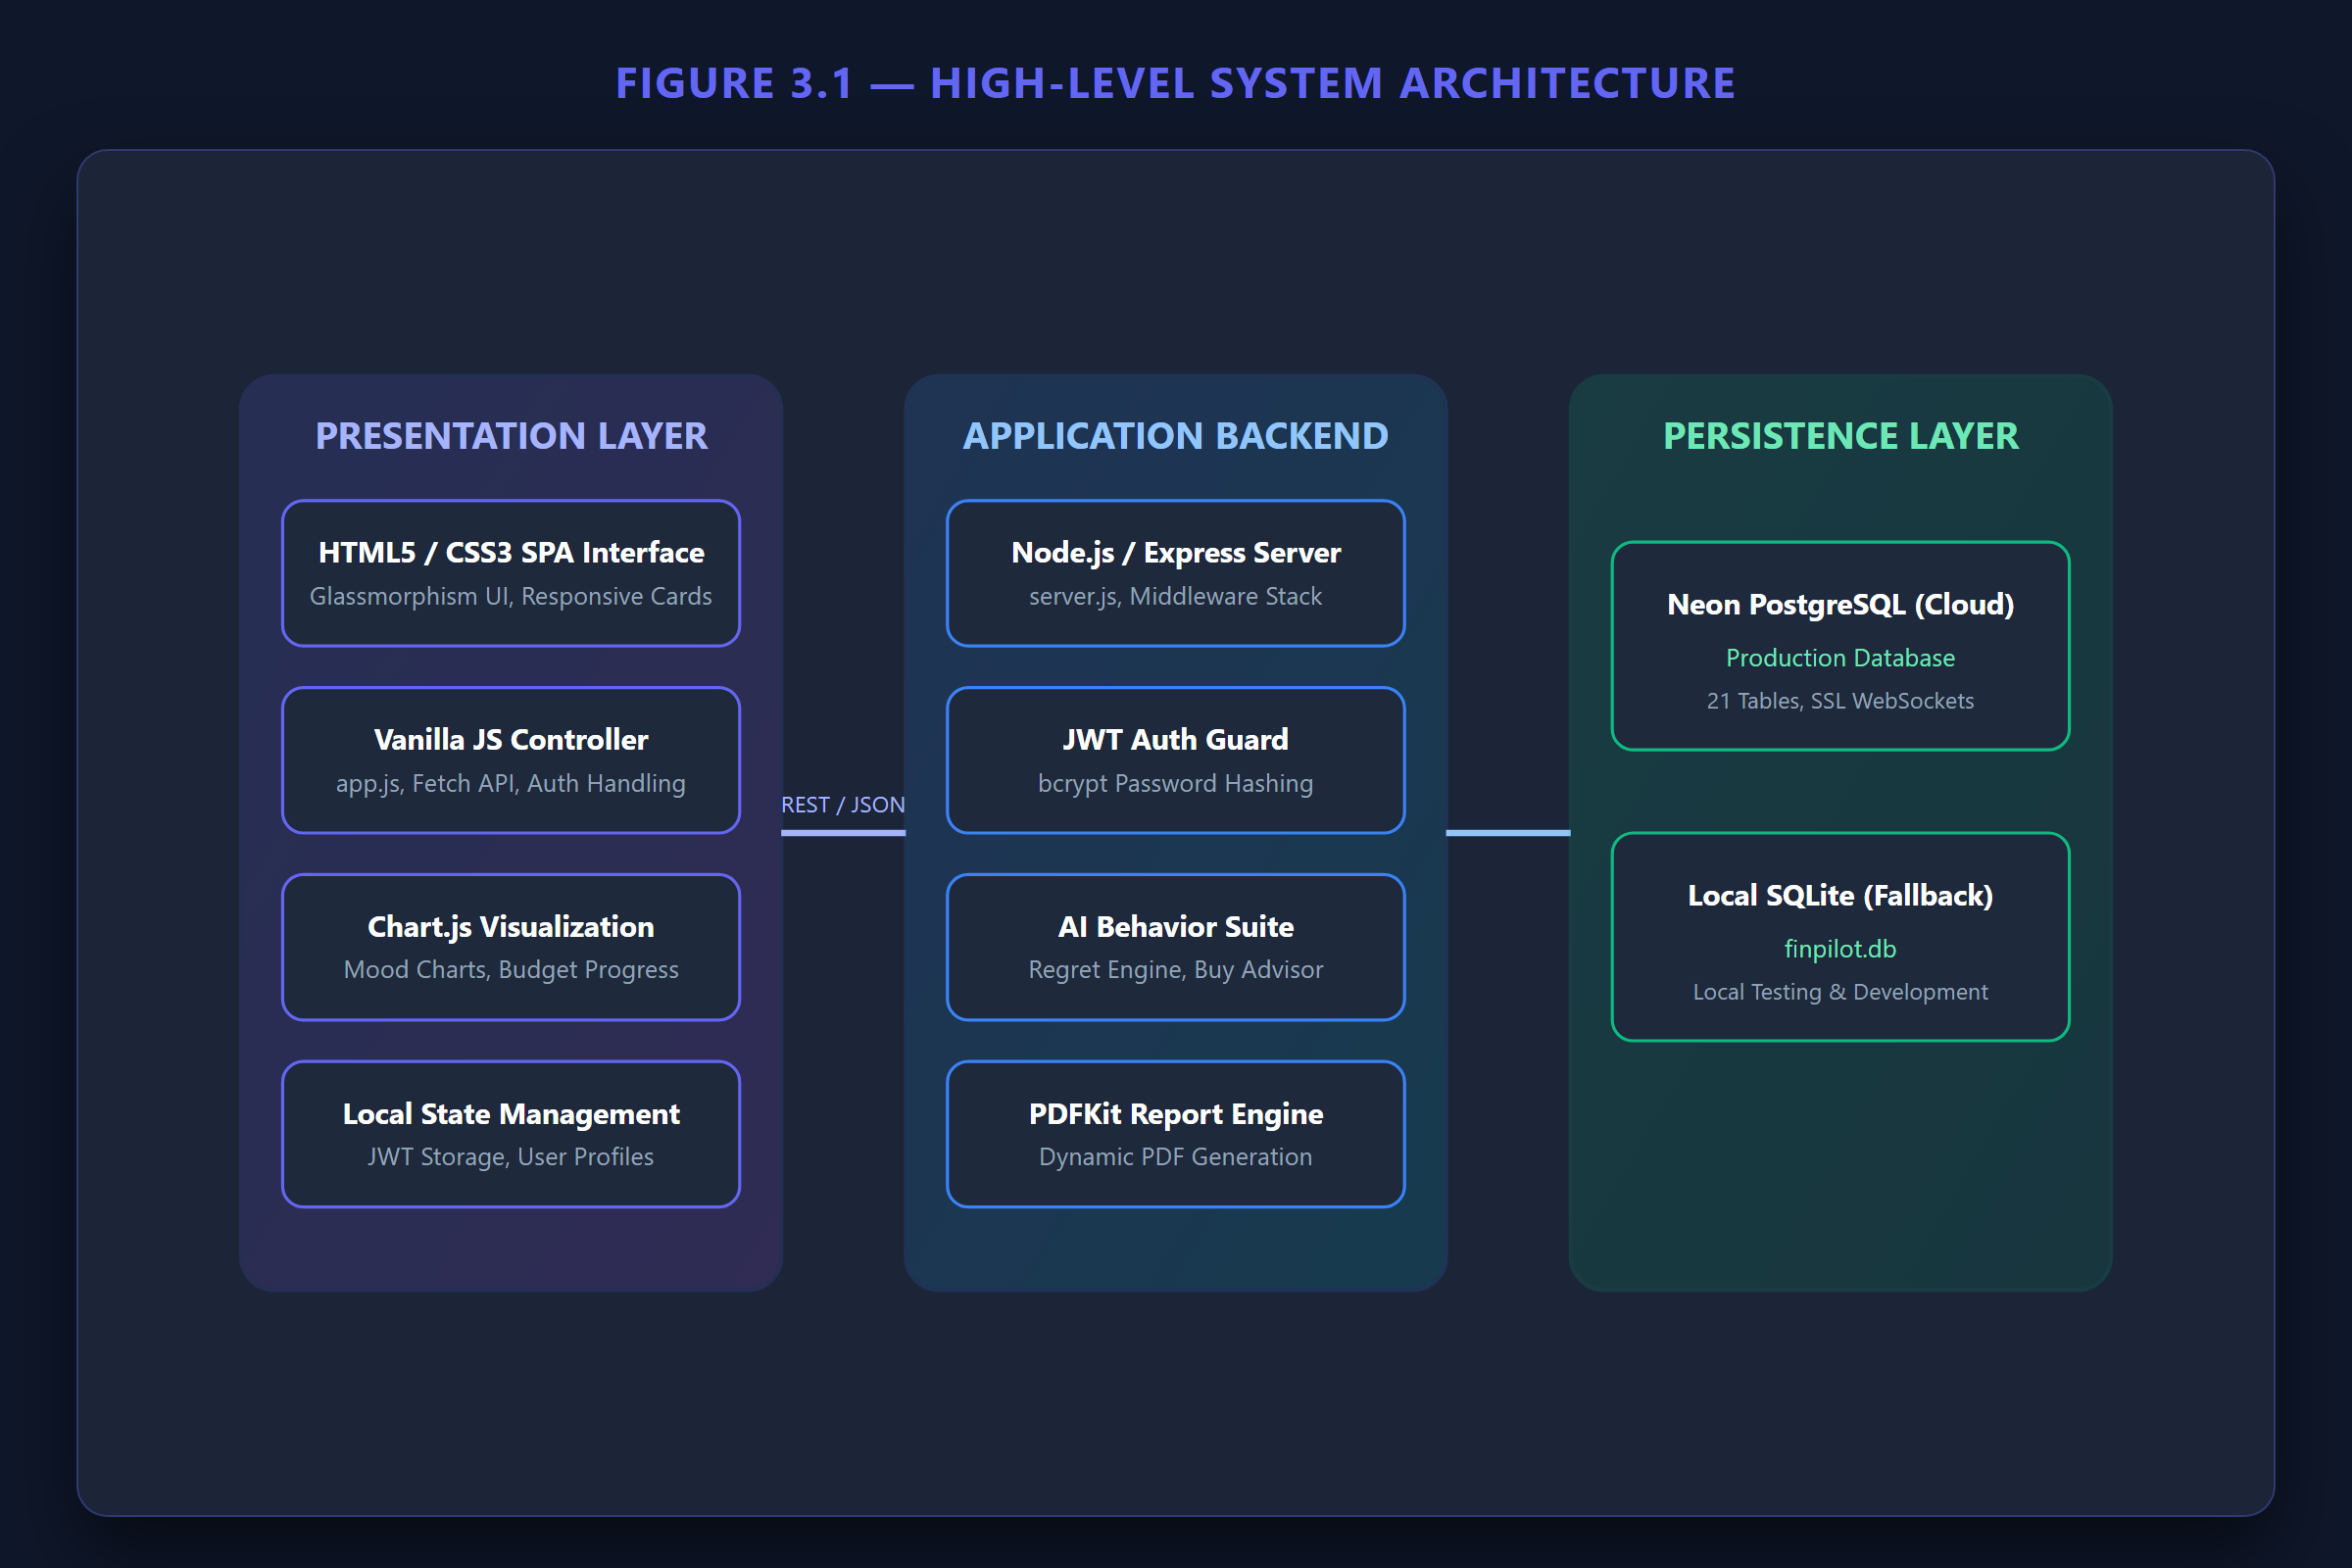 FIGURE 3.1 — HIGH-LEVEL SYSTEM ARCHITECTURE
PRESENTATION LAYER
HTML5 / CSS3 SPA Interface
Glassmorphism UI, Responsive Cards
Vanilla JS Controller
app.js, Fetch API, Auth Handling
Chart.js Visualization
Mood Charts, Budget Progress
Local State Management
JWT Storage, User Profiles
REST / JSON
APPLICATION BACKEND
Node.js / Express Server
server.js, Middleware Stack
JWT Auth Guard
bcrypt Password Hashing
AI Behavior Suite
Regret Engine, Buy Advisor
PDFKit Report Engine
Dynamic PDF Generation
PERSISTENCE LAYER
Neon PostgreSQL (Cloud)
Production Database
21 Tables, SSL WebSockets
Local SQLite (Fallback)
finpilot.db
Local Testing & Development